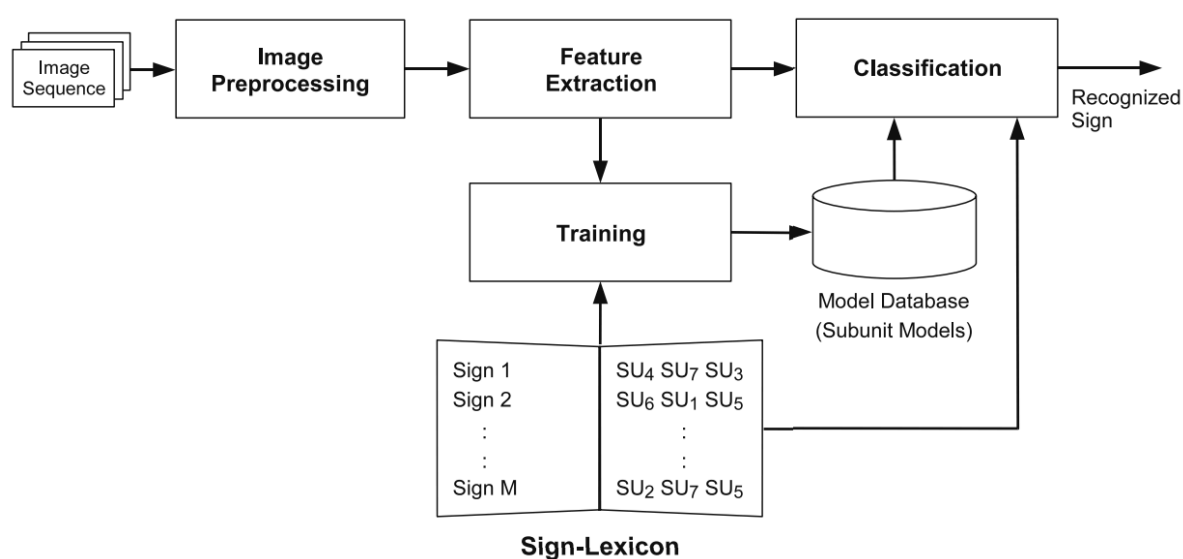 Image
Sequence
Image
Preprocessing
Feature
Extraction
Classification
Recognized
Sign
Training
Model Database
(Subunit Models)
Sign 1 SU₄ SU₇ SU₃
Sign 2 SU₆ SU₁ SU₅
⋮ ⋮
Sign M SU₂ SU₇ SU₅
Sign-Lexicon